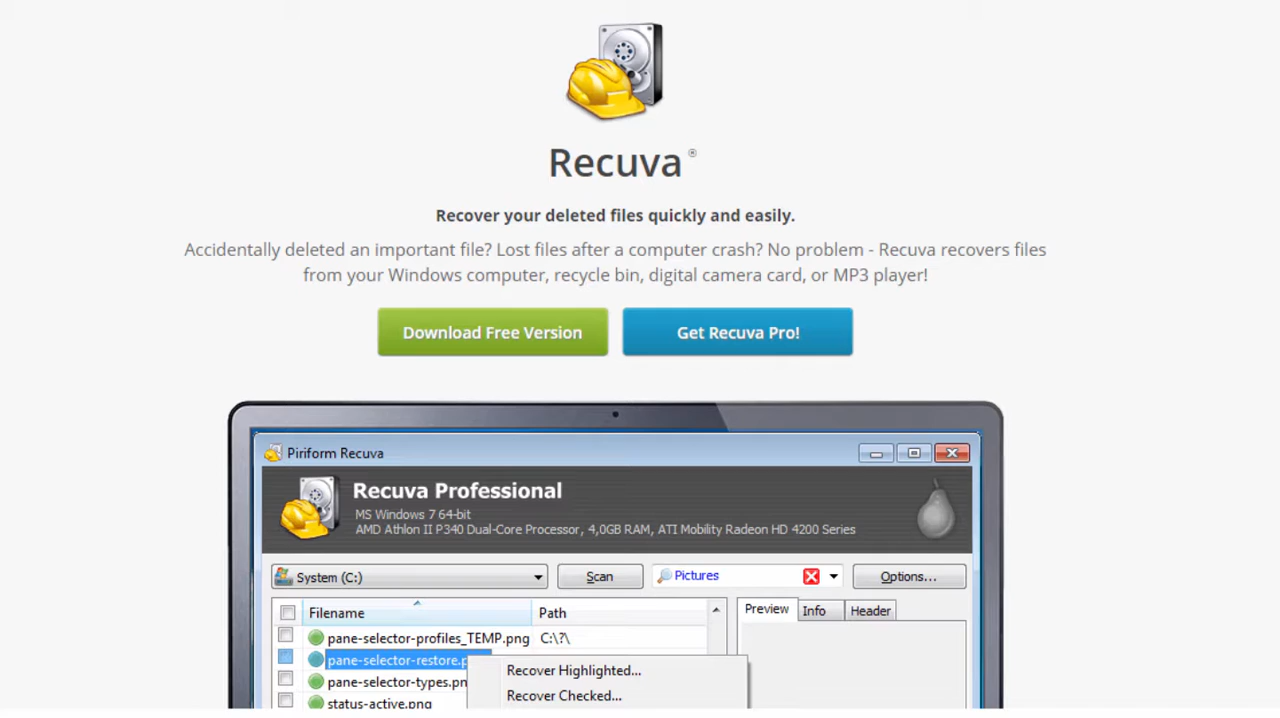 Recuva®
Recover your deleted files quickly and easily.
Accidentally deleted an important file? Lost files after a computer crash? No problem - Recuva recovers files
from your Windows computer, recycle bin, digital camera card, or MP3 player!
Download Free Version Get Recuva Pro!
Piriform Recuva
Recuva Professional
MS Windows 7 64-bit
AMD Athlon II P340 Dual-Core Processor, 4,0GB RAM, ATI Mobility Radeon HD 4200 Series
System (C:) Scan Pictures Options...
Filename Path Preview Info Header
pane-selector-profiles_TEMP.png C:\?\
pane-selector-restore.p
Recover Highlighted...
pane-selector-types.pn
Recover Checked...
status-active.png